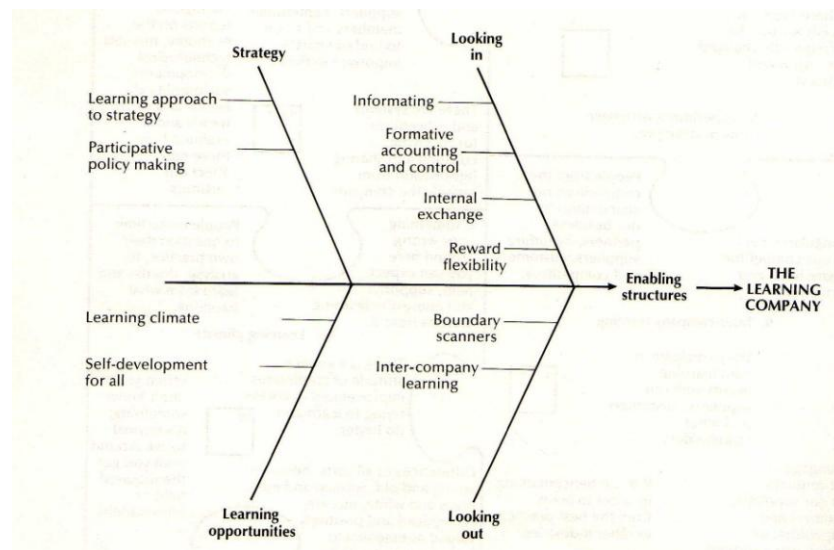 Strategy
Looking
in
Learning approach
to strategy
Participative
policy making
Informating
Formative
accounting
and control
Internal
exchange
Reward
flexibility
Enabling
structures
THE
LEARNING
COMPANY
Learning climate
Self-development
for all
Boundary
scanners
Inter-company
learning
Learning
opportunities
Looking
out